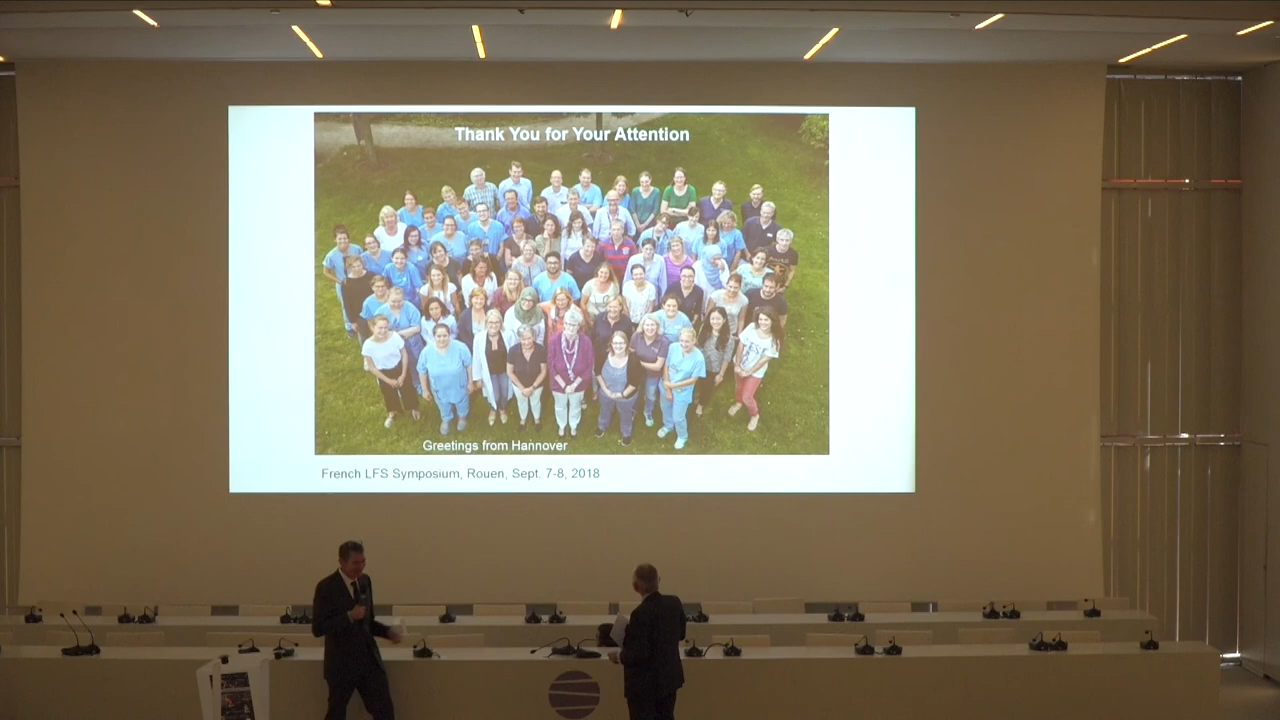 Thank You for Your Attention
Greetings from Hannover
French LFS Symposium, Rouen, Sept. 7-8, 2018